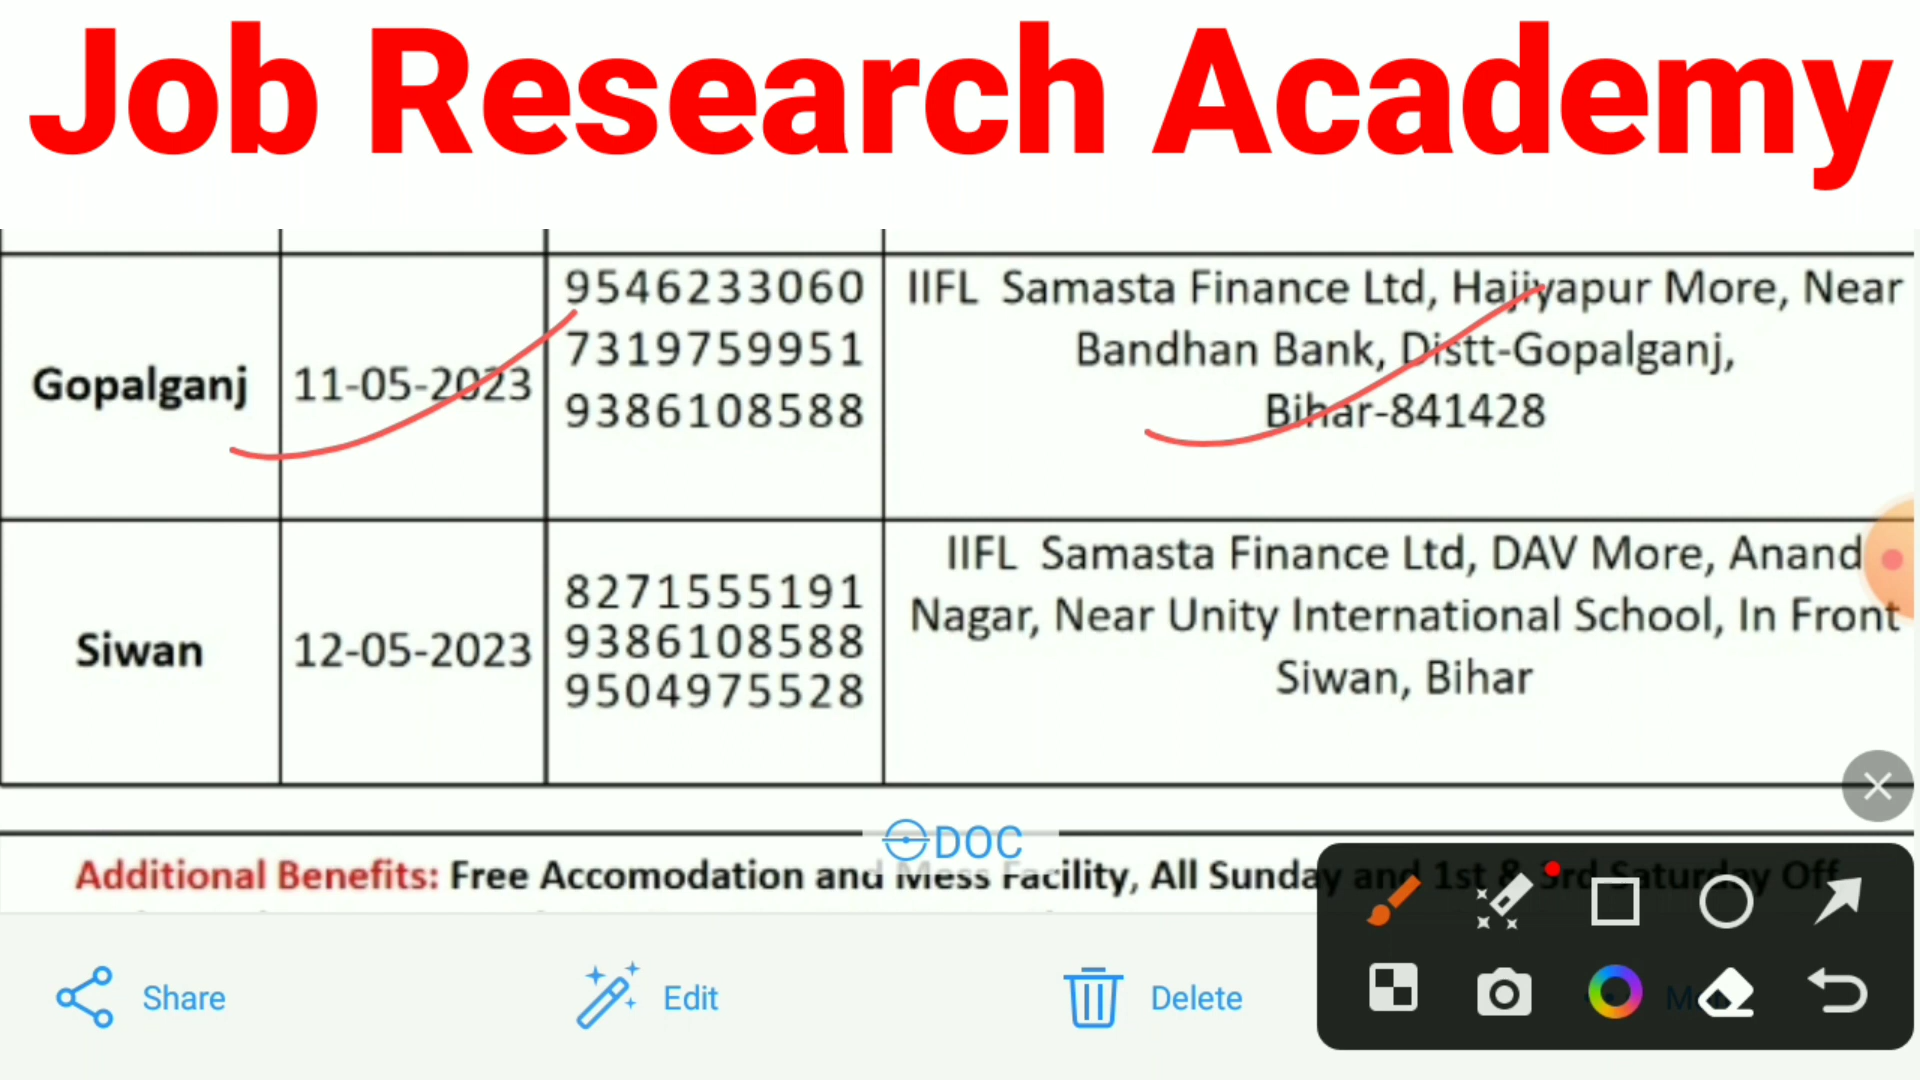 Job Research Academy
Gopalganj
11-05-2023
9546233060
7319759951
9386108588
IIFL Samasta Finance Ltd, Hajiyapur More, Near
Bandhan Bank, Distt-Gopalganj,
Bihar-841428
Siwan
12-05-2023
8271555191
9386108588
9504975528
IIFL Samasta Finance Ltd, DAV More, Anand
Nagar, Near Unity International School, In Front
Siwan, Bihar
DOC
Additional Benefits: Free Accomodation and Mess Facility, All Sunday and 1st & 3rd Saturday Off
Share
Edit
Delete